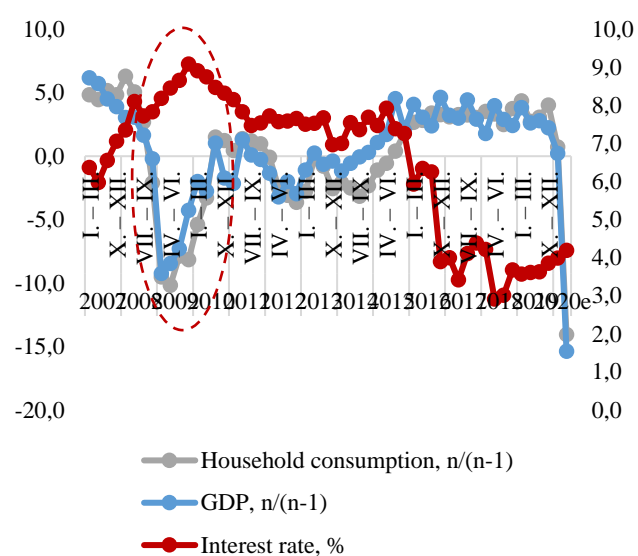 10,0
5,0
0,0
-5,0
-10,0
-15,0
-20,0
10,0
9,0
8,0
7,0
6,0
5,0
4,0
3,0
2,0
1,0
0,0
I. – III.
X. – XII.
VII. – IX.
IV. – VI.
I. – III.
X. – XII.
VII. – IX.
IV. – VI.
I. – III.
X. – XII.
VII. – IX.
IV. – VI.
I. – III.
X. – XII.
VII. – IX.
IV. – VI.
I. – III.
X. – XII.
2007 2008 2009 2010 2011 2012 2013 2014 2015 2016 2017 2018 2019 2020e
Household consumption, n/(n-1)
GDP, n/(n-1)
Interest rate, %